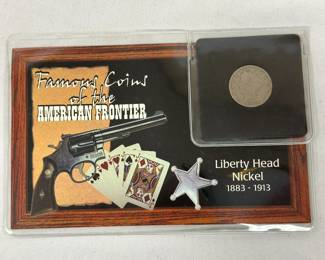 Famous Coins
of the
AMERICAN FRONTIER
Liberty Head
Nickel
1883 - 1913